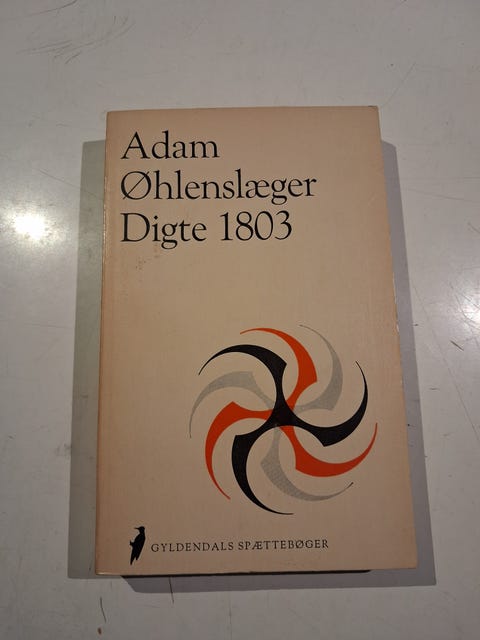 Adam
Øhlenslæger
Digte 1803
GYLDENDALS SPÆTTEBØGER